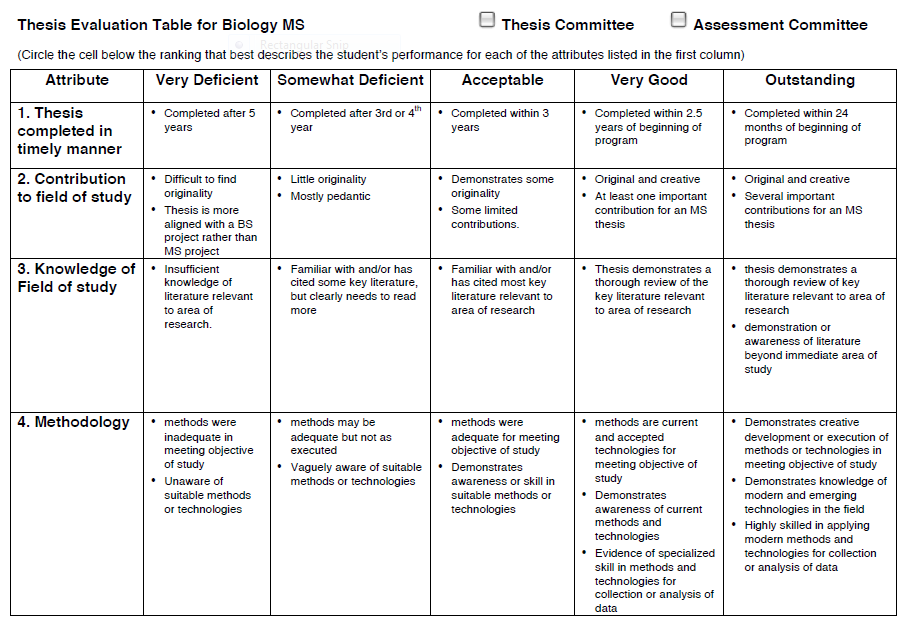 Thesis Evaluation Table for Biology MS
Thesis Committee
Assessment Committee
Rectangular Snip
(Circle the cell below the ranking that best describes the student's performance for each of the attributes listed in the first column)
Attribute
Very Deficient
Somewhat Deficient
Acceptable
Very Good
Outstanding
1. Thesis
completed in
timely manner
• Completed after 5
years
• Completed after 3rd or 4th
year
• Completed within 3
years
• Completed within 2.5
years of beginning of
program
• Completed within 24
months of beginning of
program
2. Contribution
to field of study
• Difficult to find
originality
• Thesis is more
aligned with a BS
project rather than
MS project
• Little originality
• Mostly pedantic
• Demonstrates some
originality
• Some limited
contributions.
• Original and creative
• At least one important
contribution for an MS
thesis
• Original and creative
• Several important
contributions for an MS
thesis
3. Knowledge of
Field of study
• Insufficient
knowledge of
literature relevant
to area of
research.
• Familiar with and/or has
cited some key literature,
but clearly needs to read
more
• Familiar with and/or
has cited most key
literature relevant to
area of research
• Thesis demonstrates a
thorough review of the
key literature relevant
to area of research
• thesis demonstrates a
thorough review of key
literature relevant to area of
research
• demonstration or
awareness of literature
beyond immediate area of
study
4. Methodology
• methods were
inadequate in
meeting objective
of study
• Unaware of
suitable methods
or technologies
• methods may be
adequate but not as
executed
• Vaguely aware of suitable
methods or technologies
• methods were
adequate for meeting
objective of study
• Demonstrates
awareness or skill in
suitable methods or
technologies
• methods are current
and accepted
technologies for
meeting objective of
study
• Demonstrates
awareness of current
methods and
technologies
• Evidence of specialized
skill in methods and
technologies for
collection or analysis of
data
• Demonstrates creative
development or execution of
methods or technologies in
meeting objective of study
• Demonstrates knowledge of
modern and emerging
technologies in the field
• Highly skilled in applying
modern methods and
technologies for collection
or analysis of data